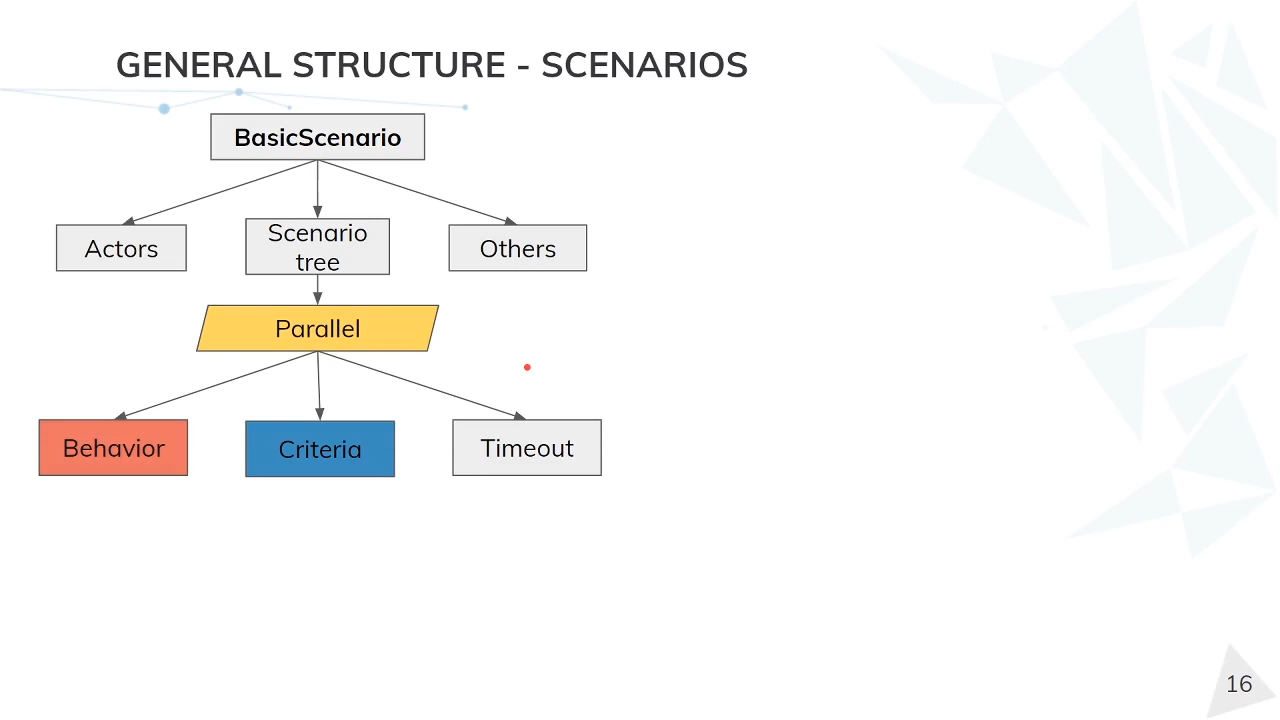 GENERAL STRUCTURE - SCENARIOS
BasicScenario
Actors
Scenario
tree
Others
Parallel
Behavior
Criteria
Timeout
16